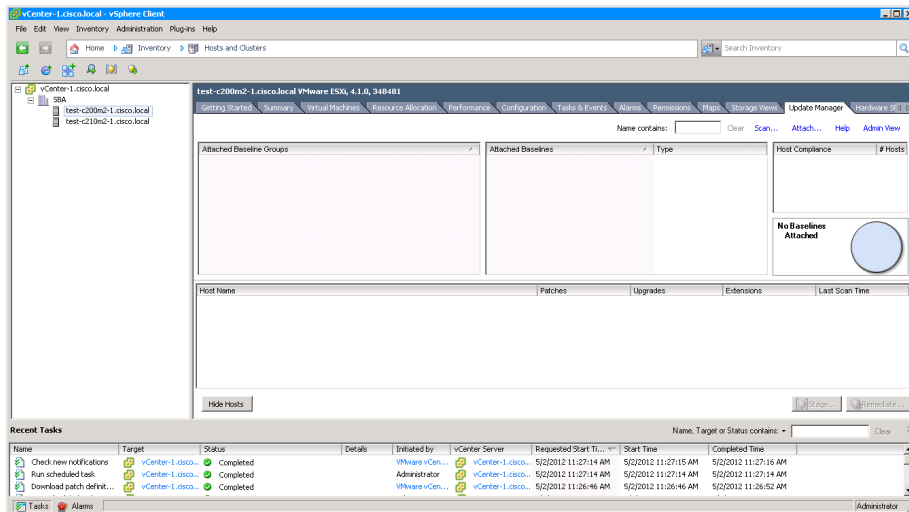 vCenter-1.cisco.local - vSphere Client
File Edit View Inventory Administration Plug-ins Help
Home Inventory Hosts and Clusters
Search Inventory
vCenter-1.cisco.local
SBA
test-c200m2-1.cisco.local
test-c210m2-1.cisco.local
test-c200m2-1.cisco.local VMware ESXi, 4.1.0, 348481
Getting Started Summary Virtual Machines Resource Allocation Performance Configuration Tasks & Events Alarms Permissions Maps Storage Views Update Manager Hardware
Name contains: Clear Scan... Attach... Help Admin View
Attached Baseline Groups Attached Baselines Type Host Compliance # Hosts
No Baselines
Attached
Host Name Patches Upgrades Extensions Last Scan Time
Hide Hosts Stage... Remediate...
Recent Tasks Name, Target or Status contains: Clear
Name Target Status Details Initiated by vCenter Server Requested Start Ti... Start Time Completed Time
Check new notifications vCenter-1.cisco... Completed VMware vCen... vCenter-1.cisco... 5/2/2012 11:27:14 AM 5/2/2012 11:27:15 AM 5/2/2012 11:27:16 AM
Run scheduled task vCenter-1.cisco... Completed Administrator vCenter-1.cisco... 5/2/2012 11:27:14 AM 5/2/2012 11:27:14 AM 5/2/2012 11:27:14 AM
Download patch definit... vCenter-1.cisco... Completed VMware vCen... vCenter-1.cisco... 5/2/2012 11:26:46 AM 5/2/2012 11:26:46 AM 5/2/2012 11:26:52 AM
Tasks Alarms Administrator